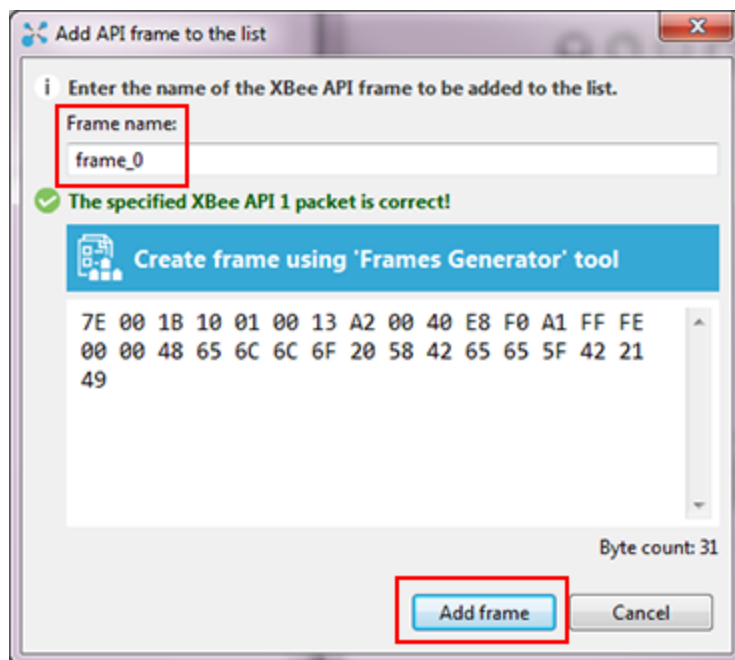 Add API frame to the list
Enter the name of the XBee API frame to be added to the list.
Frame name:
frame_0
The specified XBee API 1 packet is correct!
Create frame using 'Frames Generator' tool
7E 00 1B 10 01 00 13 A2 00 40 E8 F0 A1 FF FE
00 00 48 65 6C 6C 6F 20 58 42 65 65 5F 42 21
49
Byte count: 31
Add frame Cancel